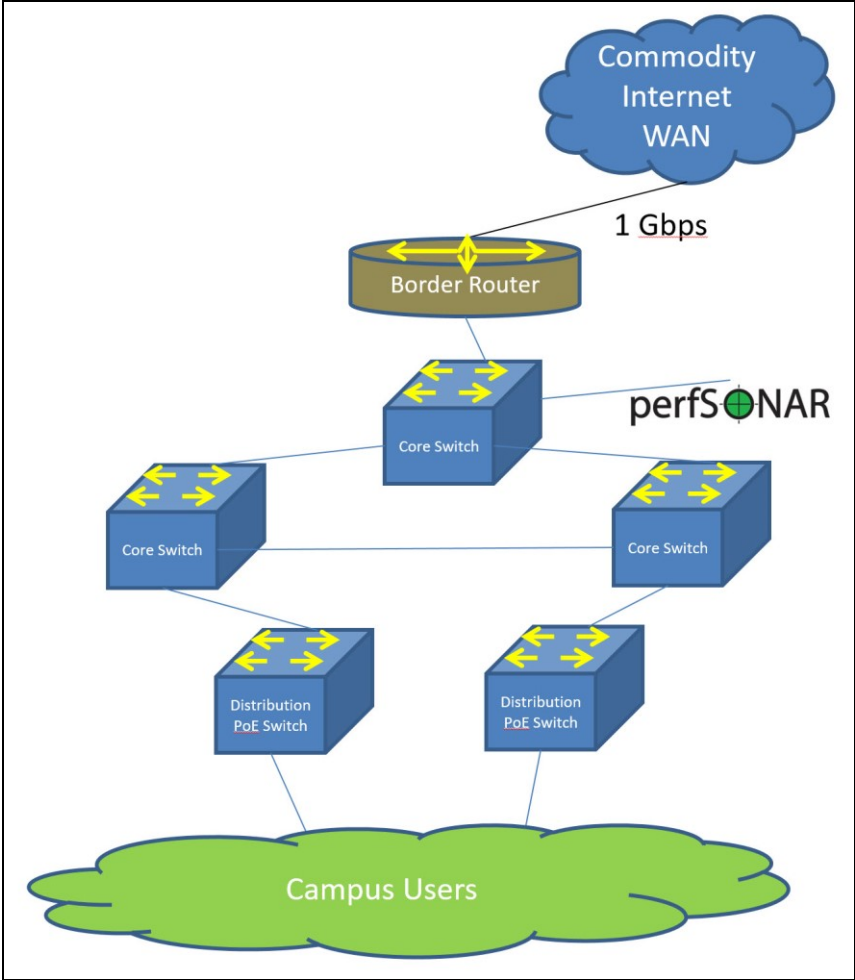 Commodity
Internet
WAN
1 Gbps
Border Router
Core Switch
perfSONAR
Core Switch
Core Switch
Distribution
PoE Switch
Distribution
PoE Switch
Campus Users